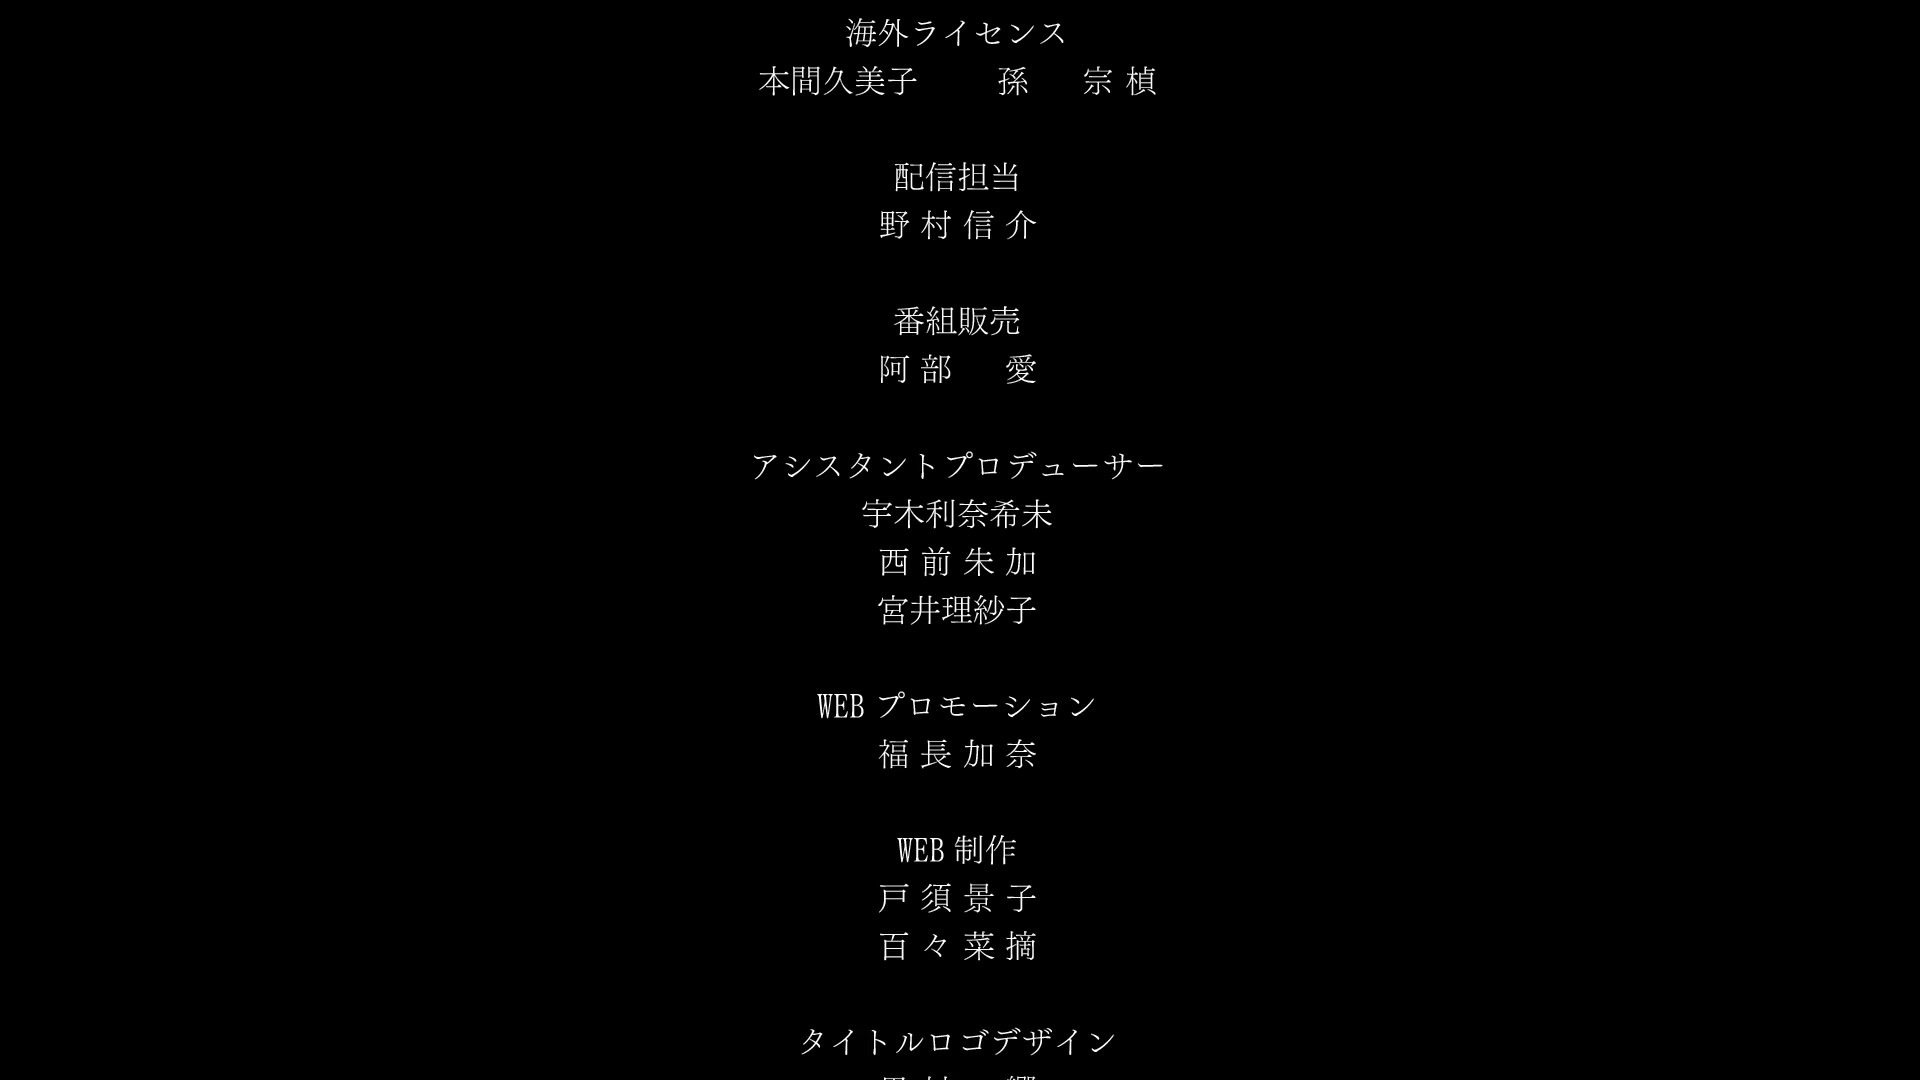 海外ライセンス
本間久美子　　孫　宗 楨
配信担当
野 村 信 介
番組販売
阿 部　愛
アシスタントプロデューサー
宇木利奈希未
西 前 朱 加
宮井理紗子
WEB プロモーション
福 長 加 奈
WEB 制作
戸 須 景 子
百 々 菜 摘
タイトルロゴデザイン